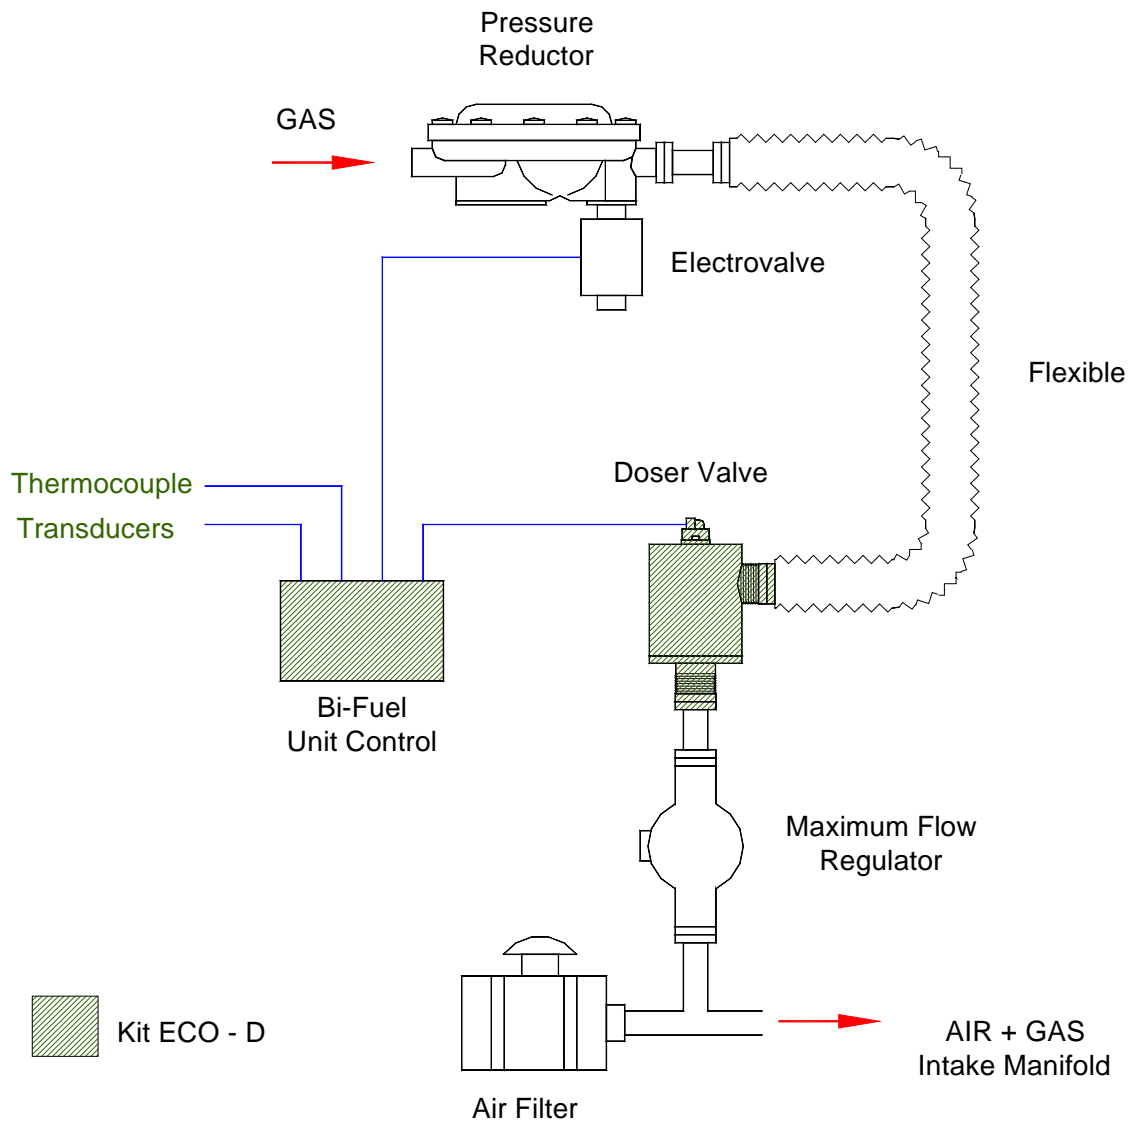 Pressure
Reductor
GAS
Electrovalve
Flexible
Doser Valve
Thermocouple
Transducers
Bi-Fuel
Unit Control
Maximum Flow
Regulator
Kit ECO - D
AIR + GAS
Intake Manifold
Air Filter